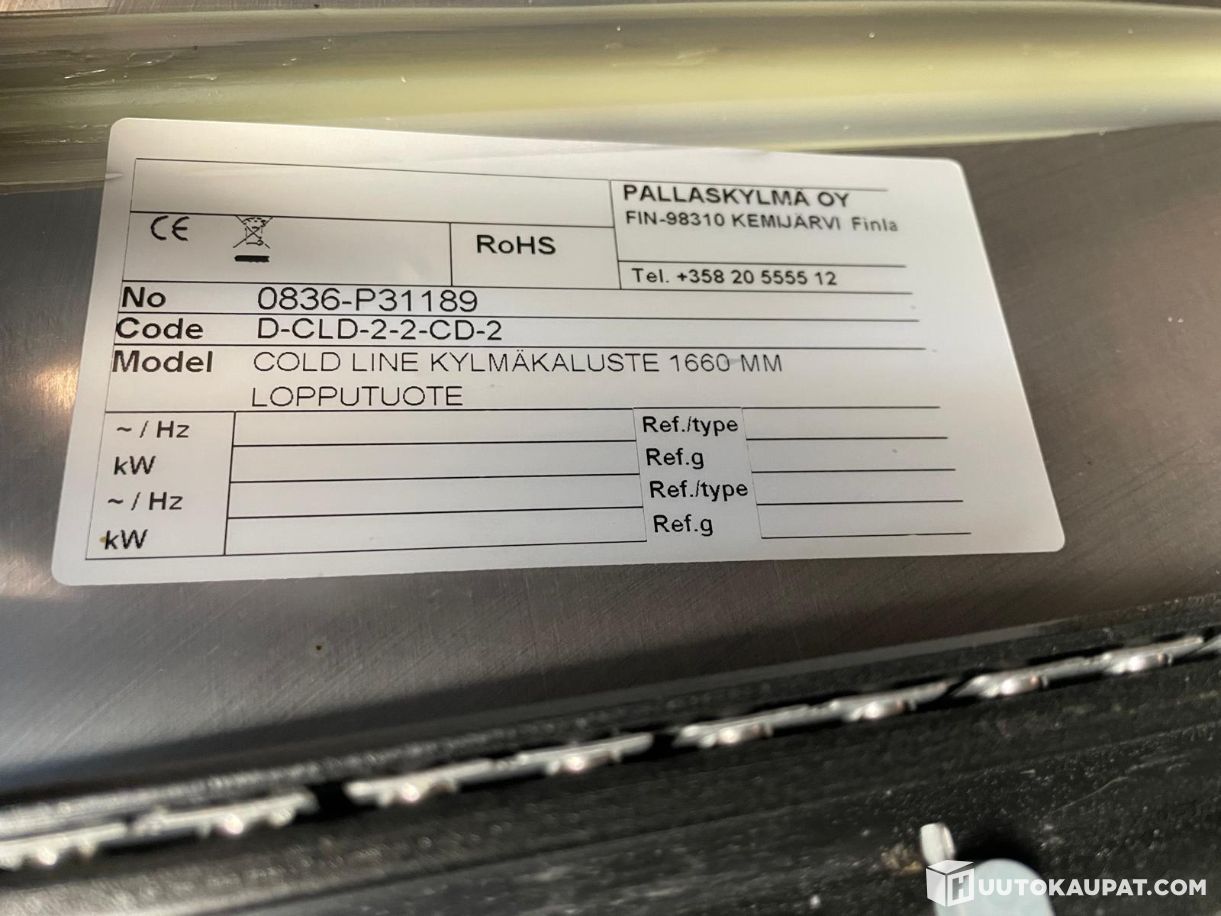 PALLASKYLMÄ OY
FIN-98310 KEMIJÄRVI Finla
CE
RoHS
Tel. +358 20 5555 12
No 0836-P31189
Code D-CLD-2-2-CD-2
Model COLD LINE KYLMÄKALUSTE 1660 MM
LOPPUTUOTE
~ / Hz Ref./type
kW Ref.g
~ / Hz Ref./type
kW Ref.g
HUUTOKAUPAT.COM